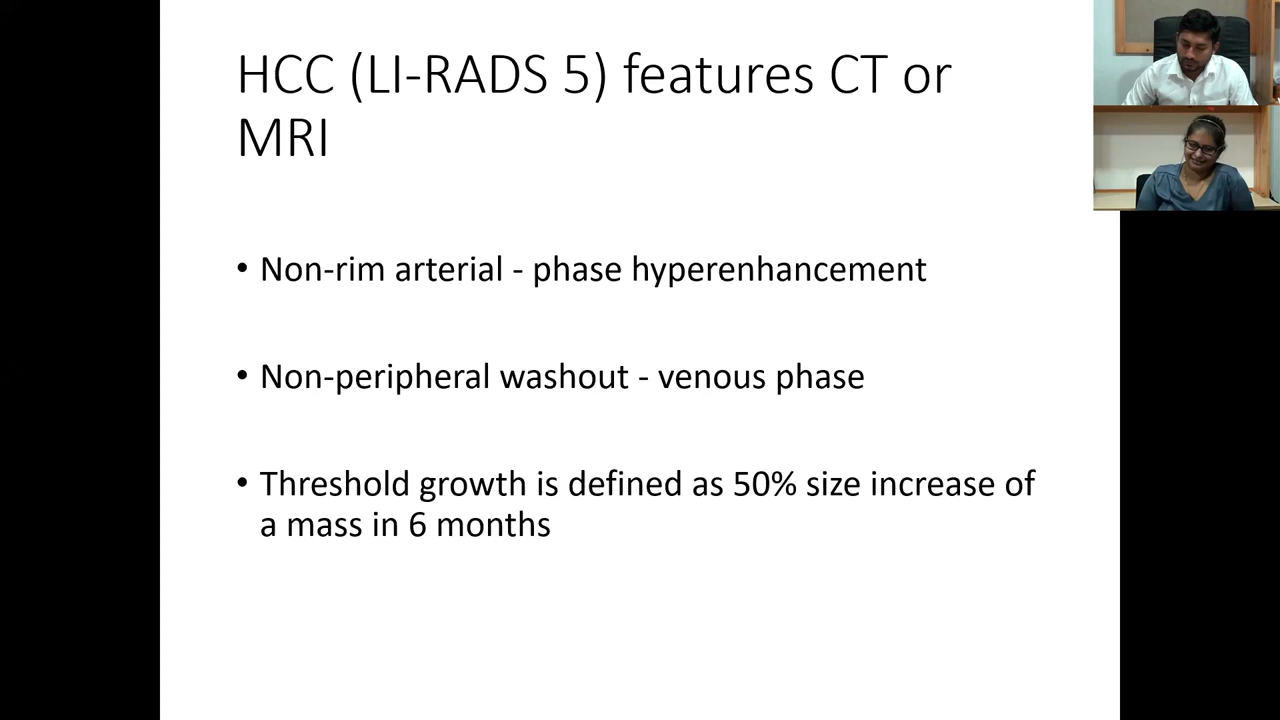 HCC (LI-RADS 5) features CT or
MRI
• Non-rim arterial - phase hyperenhancement
• Non-peripheral washout - venous phase
• Threshold growth is defined as 50% size increase of
a mass in 6 months